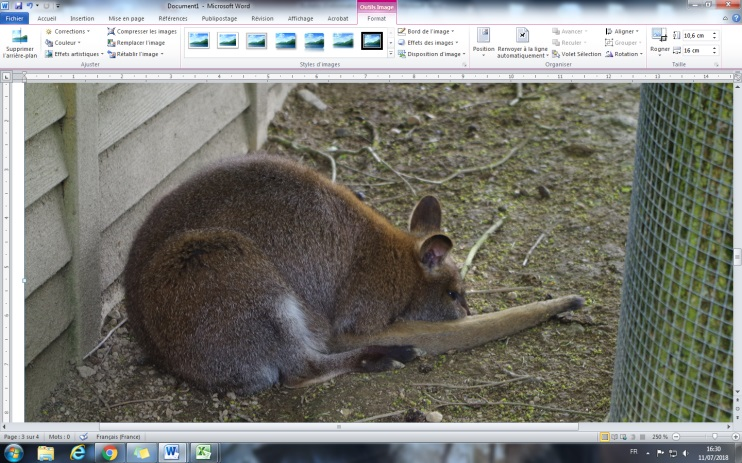 Document1 - Microsoft Word
Outils Image
Fichier Accueil Insertion Mise en page Références Publipostage Révision Affichage Acrobat Format
Supprimer l'arrière-plan
Corrections
Couleur
Effets artistiques
Compresser les images
Remplacer l'image
Rétablir l'image
Ajuster
Styles d'images
Bord de l'image
Effets des images
Disposition d'image
Position
Renvoyer à la ligne automatiquement
Avancer
Reculer
Volet Sélection
Aligner
Grouper
Rotation
Organiser
Rogner
10,6 cm
16 cm
Taille
Page : 3 sur 4 Mots : 0 Français (France) 250 %
FR 16:30
11/07/2018